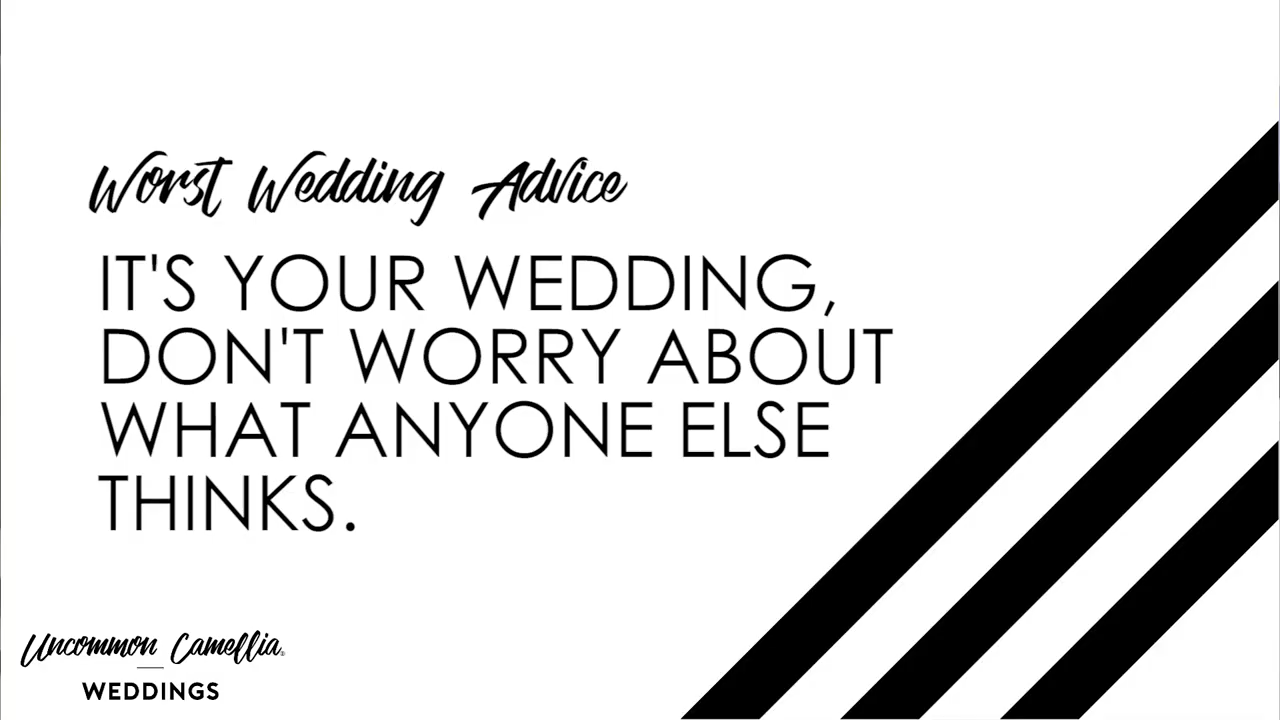 Worst Wedding Advice
IT'S YOUR WEDDING,
DON'T WORRY ABOUT
WHAT ANYONE ELSE
THINKS.
Uncommon Camellia®
WEDDINGS